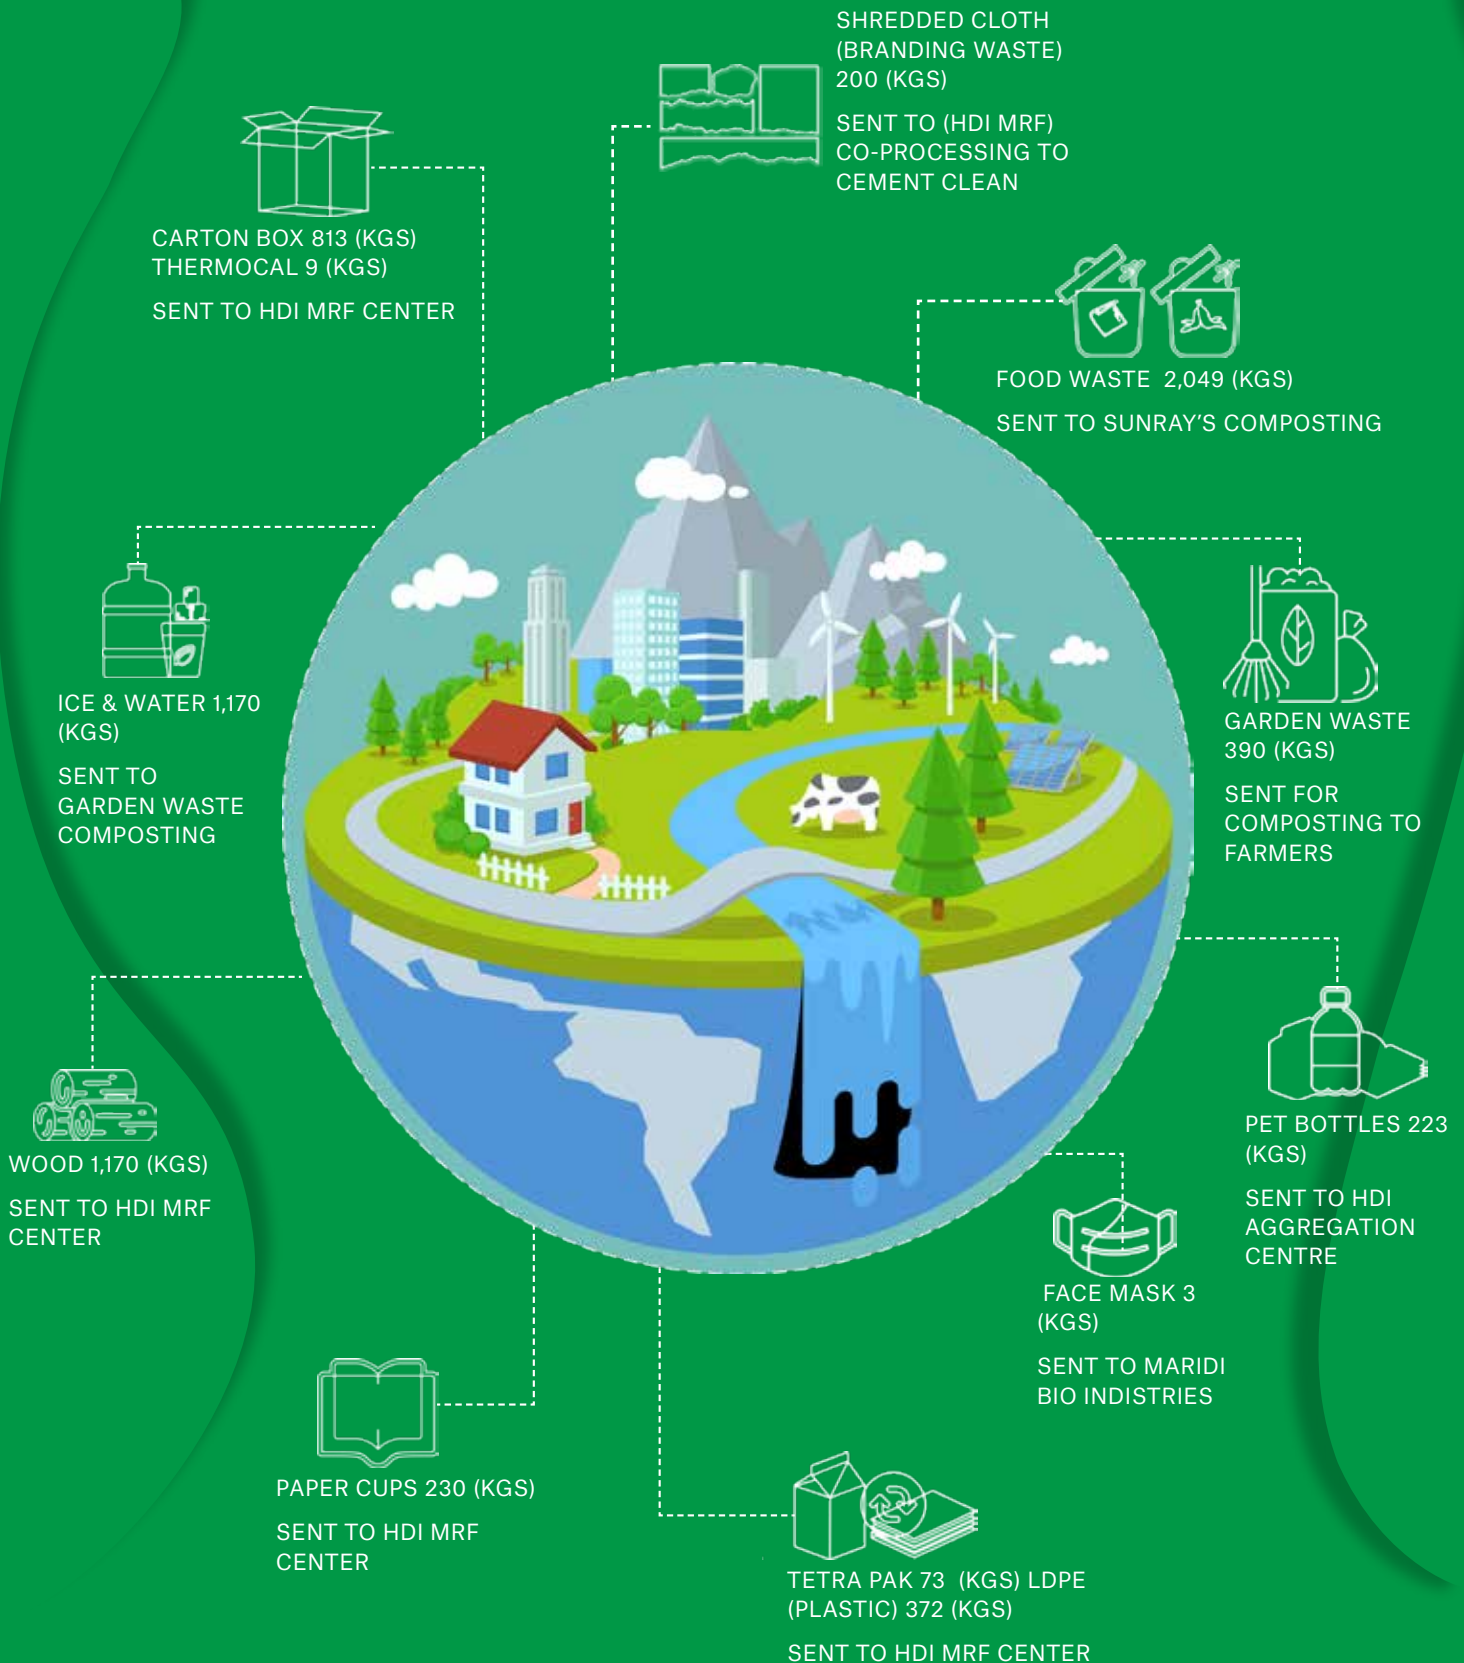 SHREDDED CLOTH
(BRANDING WASTE)
200 (KGS)
SENT TO (HDI MRF)
CO-PROCESSING TO
CEMENT CLEAN
CARTON BOX 813 (KGS)
THERMOCAL 9 (KGS)
SENT TO HDI MRF CENTER
FOOD WASTE 2,049 (KGS)
SENT TO SUNRAY'S COMPOSTING
ICE & WATER 1,170
(KGS)
SENT TO
GARDEN WASTE
COMPOSTING
GARDEN WASTE
390 (KGS)
SENT FOR
COMPOSTING TO
FARMERS
WOOD 1,170 (KGS)
SENT TO HDI MRF
CENTER
PET BOTTLES 223
(KGS)
SENT TO HDI
AGGREGATION
CENTRE
FACE MASK 3
(KGS)
SENT TO MARIDI
BIO INDISTRIES
PAPER CUPS 230 (KGS)
SENT TO HDI MRF
CENTER
TETRA PAK 73 (KGS) LDPE
(PLASTIC) 372 (KGS)
SENT TO HDI MRF CENTER